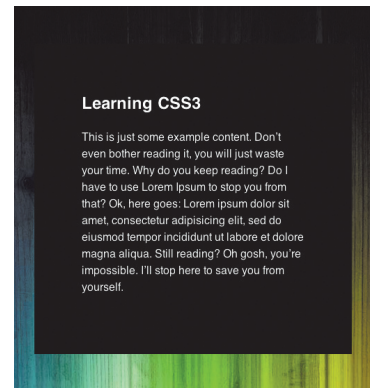 Learning CSS3
This is just some example content. Don’t
even bother reading it, you will just waste
your time. Why do you keep reading? Do I
have to use Lorem Ipsum to stop you from
that? Ok, here goes: Lorem ipsum dolor sit
amet, consectetur adipisicing elit, sed do
eiusmod tempor incididunt ut labore et dolore
magna aliqua. Still reading? Oh gosh, you’re
impossible. I’ll stop here to save you from
yourself.